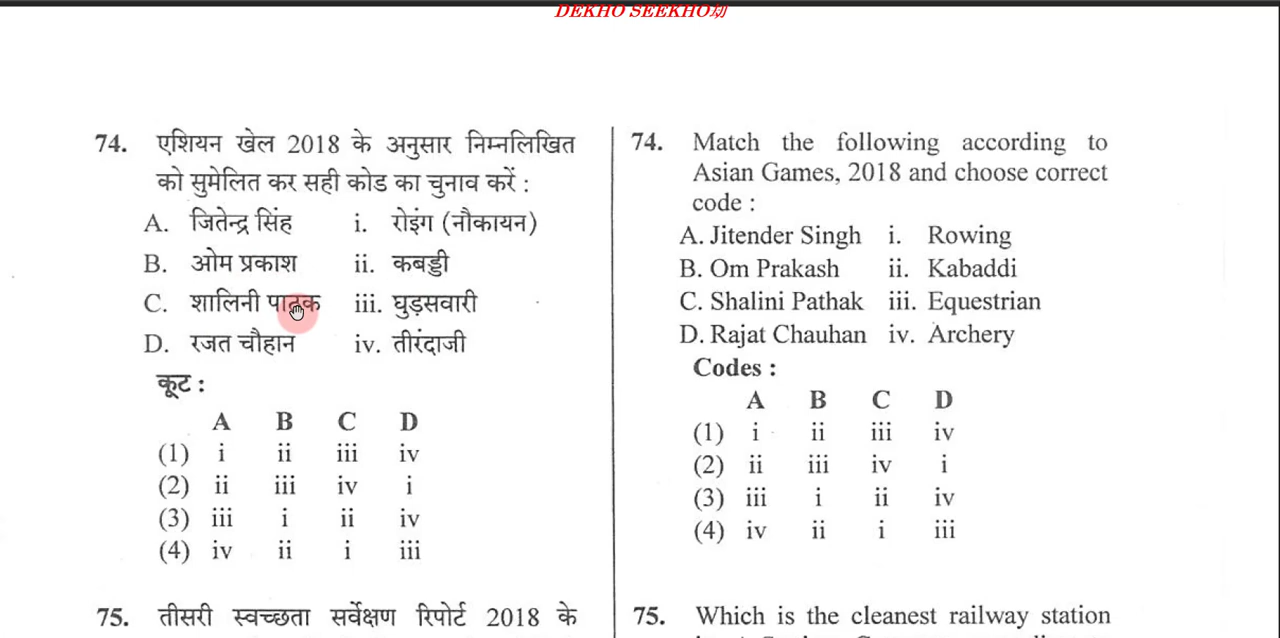 DEKHO SEEKHO
74. एशियन खेल 2018 के अनुसार निम्नलिखित
को सुमेलित कर सही कोड का चुनाव करें :
A. जितेन्द्र सिंह i. रोइंग (नौकायन)
B. ओम प्रकाश ii. कबड्डी
C. शालिनी पाठक iii. घुड़सवारी
D. रजत चौहान iv. तीरंदाजी
कूट :
A B C D
(1) i ii iii iv
(2) ii iii iv i
(3) iii i ii iv
(4) iv ii i iii
75. तीसरी स्वच्छता सर्वेक्षण रिपोर्ट 2018 के
74. Match the following according to
Asian Games, 2018 and choose correct
code :
A. Jitender Singh i. Rowing
B. Om Prakash ii. Kabaddi
C. Shalini Pathak iii. Equestrian
D. Rajat Chauhan iv. Archery
Codes :
A B C D
(1) i ii iii iv
(2) ii iii iv i
(3) iii i ii iv
(4) iv ii i iii
75. Which is the cleanest railway station